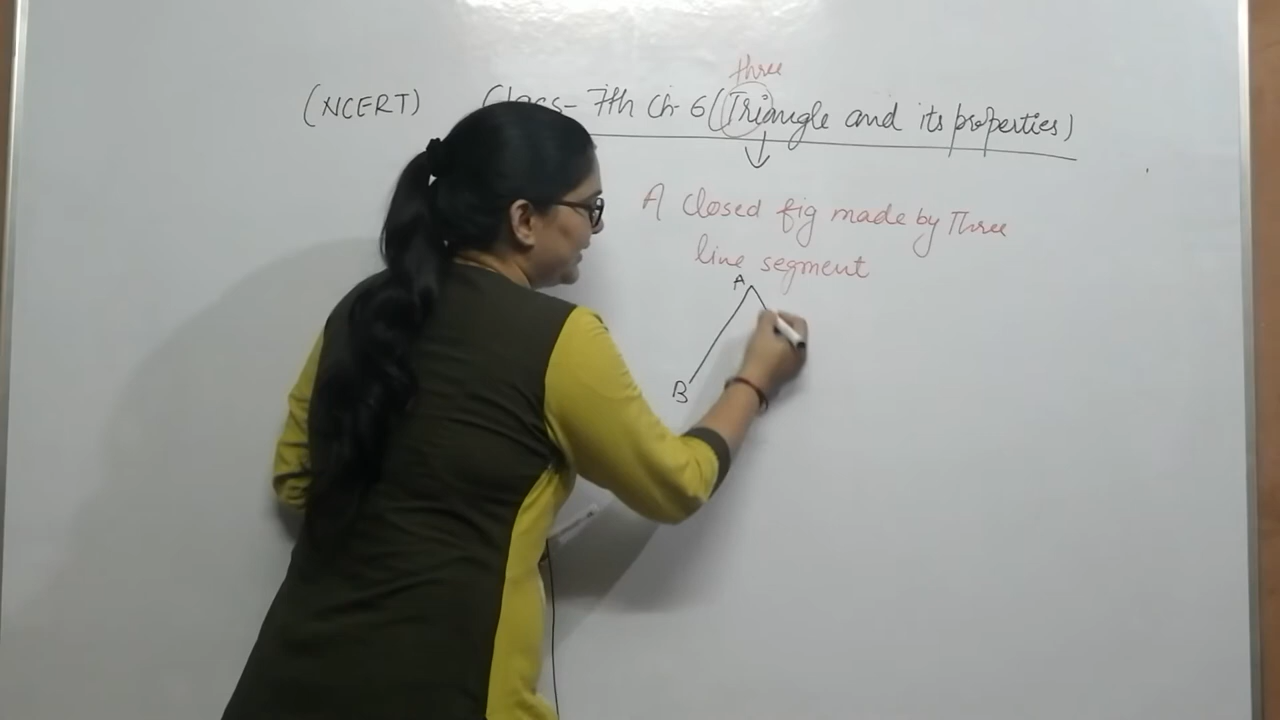 three
(NCERT) Class- 7th Ch- 6 (Triangle and its properties)
A closed fig made by Three
line segment
A
B